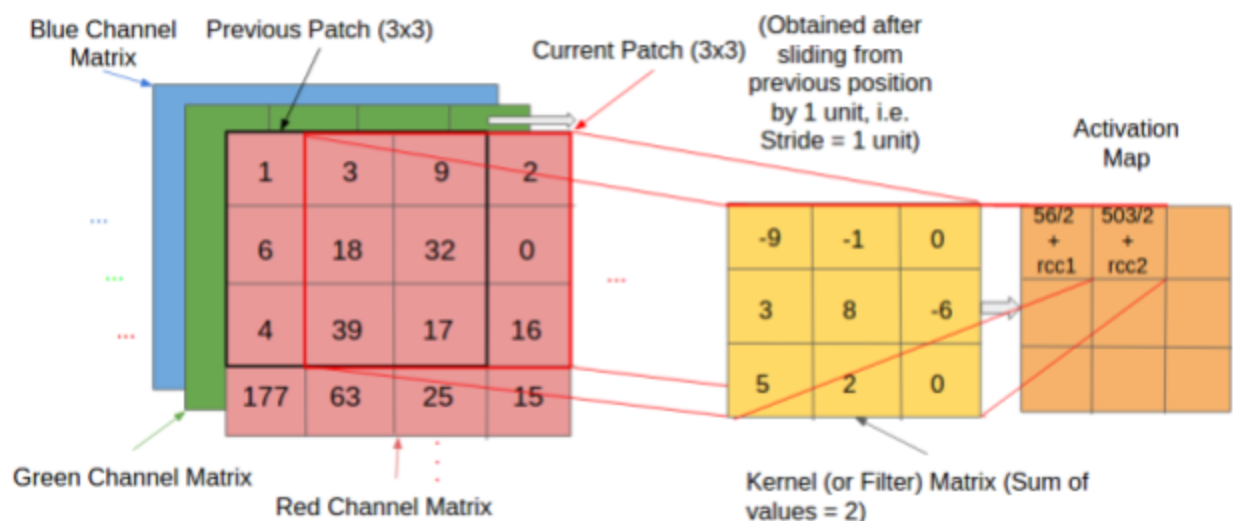 Blue Channel
Matrix
Previous Patch (3x3)
Current Patch (3x3)
(Obtained after
sliding from
previous position
by 1 unit, i.e.
Stride = 1 unit)
Activation
Map
1 3 9 2
6 18 32 0
4 39 17 16
177 63 25 15
...
...
...
...
-9 -1 0
3 8 -6
5 2 0
56/2 503/2
+ +
rcc1 rcc2
Green Channel Matrix
Red Channel Matrix
Kernel (or Filter) Matrix (Sum of
values = 2)